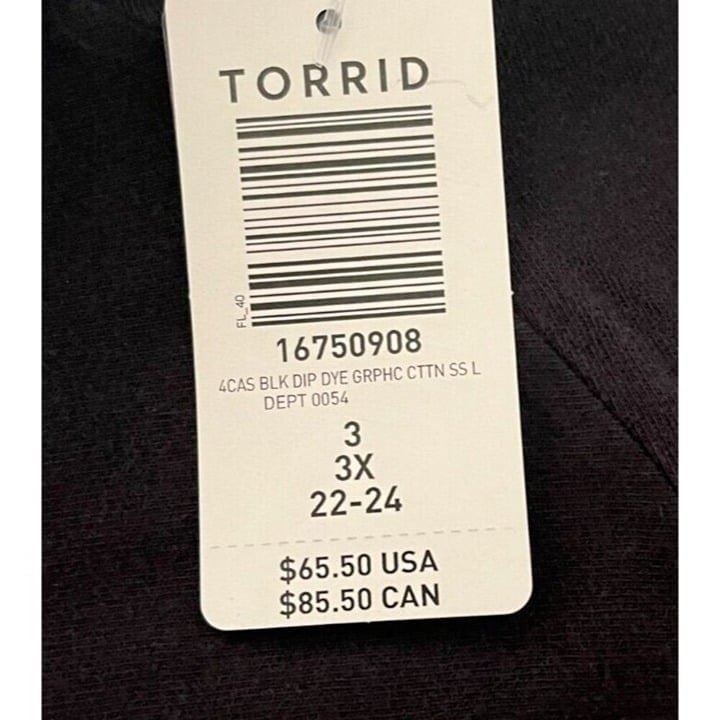 TORRID
FL_40
16750908
4CAS BLK DIP DYE GRPHC CTTN SS L
DEPT 0054
3
3X
22-24
$65.50 USA
$85.50 CAN